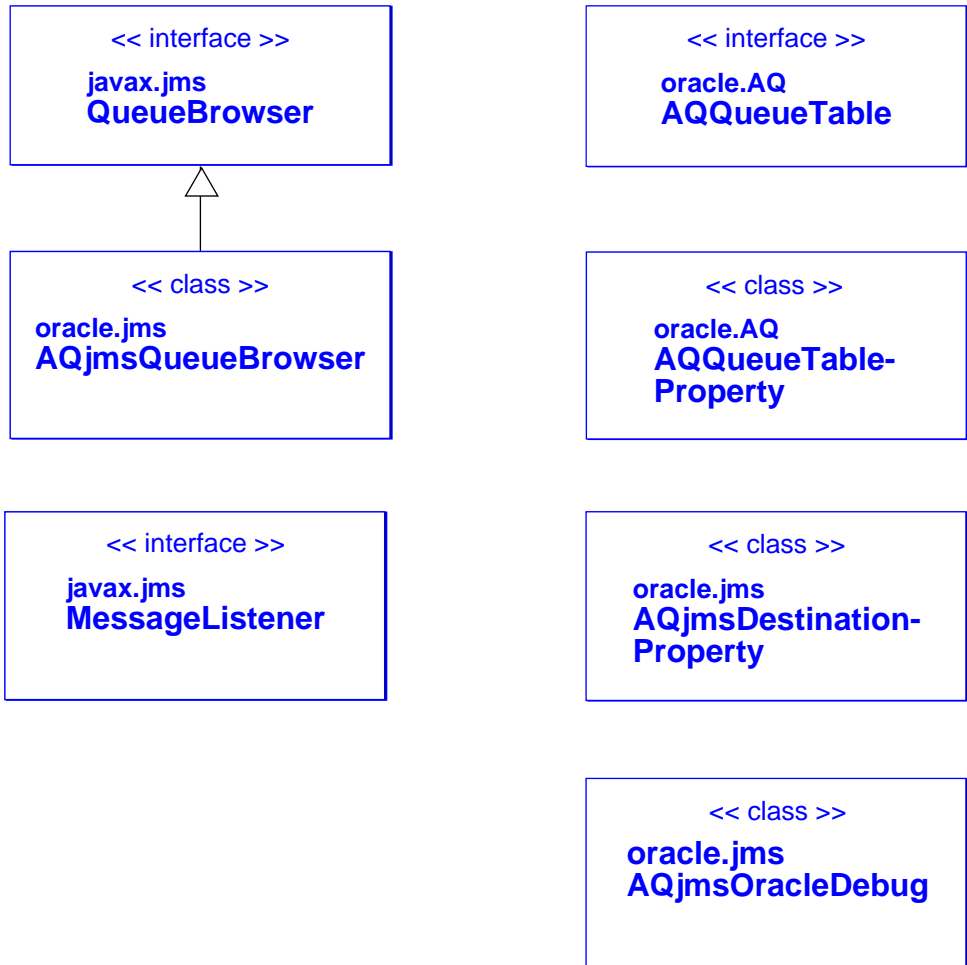 << interface >>
javax.jms
QueueBrowser
<< class >>
oracle.jms
AQjmsQueueBrowser
<< interface >>
javax.jms
MessageListener
<< interface >>
oracle.AQ
AQQueueTable
<< class >>
oracle.AQ
AQQueueTable-
Property
<< class >>
oracle.jms
AQjmsDestination-
Property
<< class >>
oracle.jms
AQjmsOracleDebug